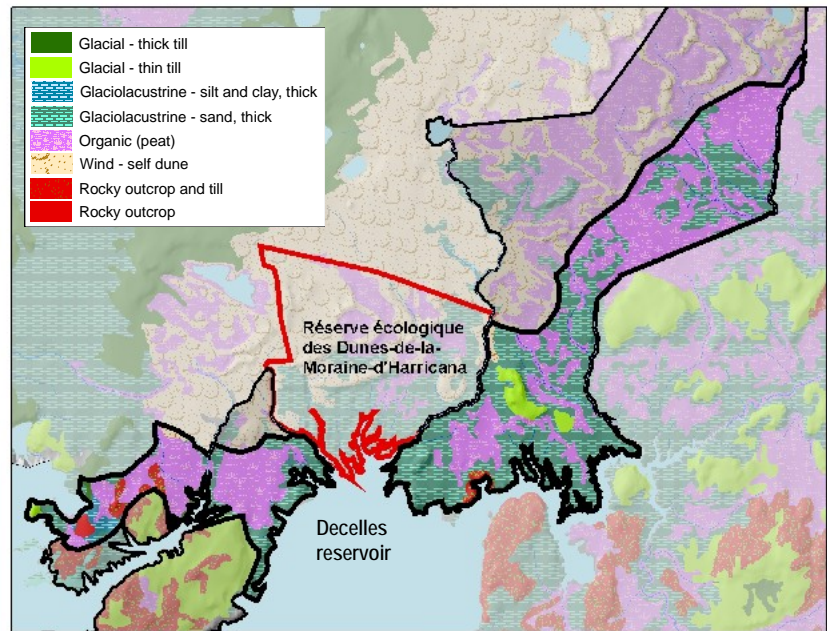 Glacial - thick till
Glacial - thin till
Glaciolacustrine - silt and clay, thick
Glaciolacustrine - sand, thick
Organic (peat)
Wind - self dune
Rocky outcrop and till
Rocky outcrop
Réserve écologique
des Dunes-de-la-
Moraine-d'Harricana
Decelles
reservoir